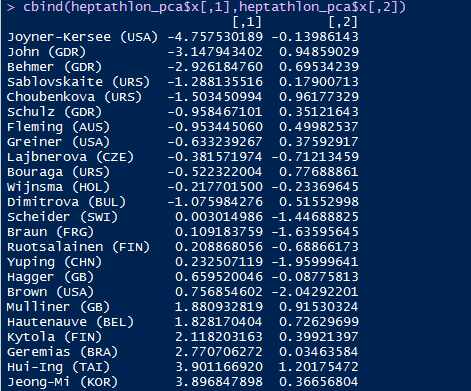 > cbind(heptathlon_pca$x[,1],heptathlon_pca$x[,2])
[,1] [,2]
Joyner-Kersee (USA) -4.757530189 -0.13986143
John (GDR) -3.147943402 0.94859029
Behmer (GDR) -2.926184760 0.69534239
Sablovskaite (URS) -1.288135516 0.17900713
Choubenkova (URS) -1.503450994 0.96177329
Schulz (GDR) -0.958467101 0.35121643
Fleming (AUS) -0.953445060 0.49982537
Greiner (USA) -0.633239267 0.37592917
Lajbnerova (CZE) -0.381571974 -0.71213459
Bouraga (URS) -0.522322004 0.77688861
Wijnsma (HOL) -0.217701500 -0.23369645
Dimitrova (BUL) -1.075984276 0.51552998
Scheider (SWI) 0.003014986 -1.44688825
Braun (FRG) 0.109183759 -1.63595645
Ruotsalainen (FIN) 0.208868056 -0.68866173
Yuping (CHN) 0.232507119 -1.95999641
Hagger (GB) 0.659520046 -0.08775813
Brown (USA) 0.756854602 -2.04292201
Mulliner (GB) 1.880932819 0.91530324
Hautenauve (BEL) 1.828170404 0.72629699
Kytola (FIN) 2.118203163 0.39921397
Geremias (BRA) 2.770706272 0.03463584
Hui-Ing (TAI) 3.901166920 1.20175472
Jeong-Mi (KOR) 3.896847898 0.36656804